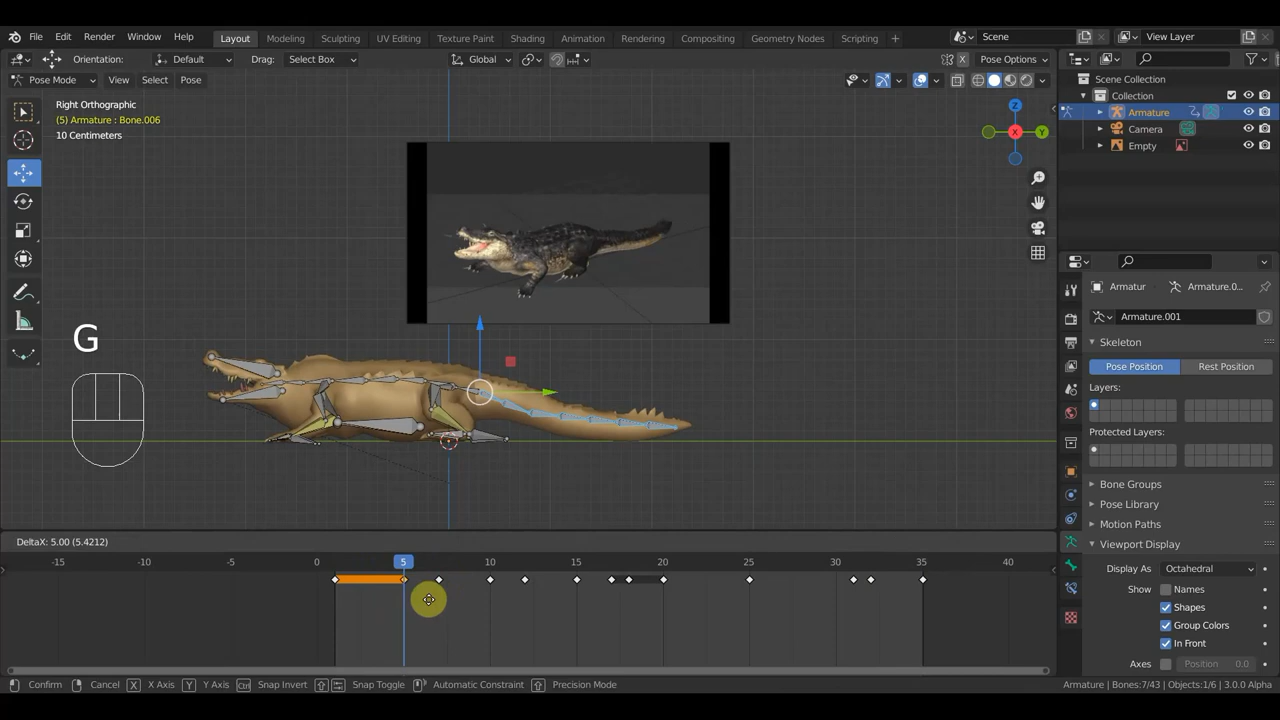 File Edit Render Window Help Layout Modeling Sculpting UV Editing Texture Paint Shading Animation Rendering Compositing Geometry Nodes Scripting + Scene View Layer
Orientation: Default Drag: Select Box Global X Pose Options
Pose Mode View Select Pose
Right Orthographic
(5) Armature : Bone.006
10 Centimeters
Z
X
Y
G
Scene Collection
Collection
Armature
Camera
Empty
Armatur Armature.0...
Armature.001
Skeleton
Pose Position Rest Position
Layers:
Protected Layers:
Bone Groups
Pose Library
Motion Paths
Viewport Display
Display As Octahedral
Show Names
Shapes
Group Colors
In Front
Axes Position 0.0
DeltaX: 5.00 (5.4212)
-15 -10 -5 0 5 10 15 20 25 30 35 40
Confirm Cancel X X Axis Y Y Axis Ctrl Snap Invert Snap Toggle Automatic Constraint Precision Mode Armature | Bones:7/43 | Objects:1/6 | 3.0.0 Alpha